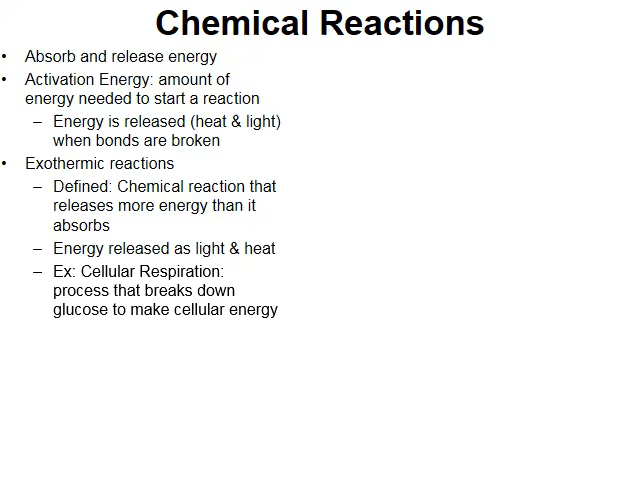 Chemical Reactions
• Absorb and release energy
• Activation Energy: amount of
energy needed to start a reaction
– Energy is released (heat & light)
when bonds are broken
• Exothermic reactions
– Defined: Chemical reaction that
releases more energy than it
absorbs
– Energy released as light & heat
– Ex: Cellular Respiration:
process that breaks down
glucose to make cellular energy